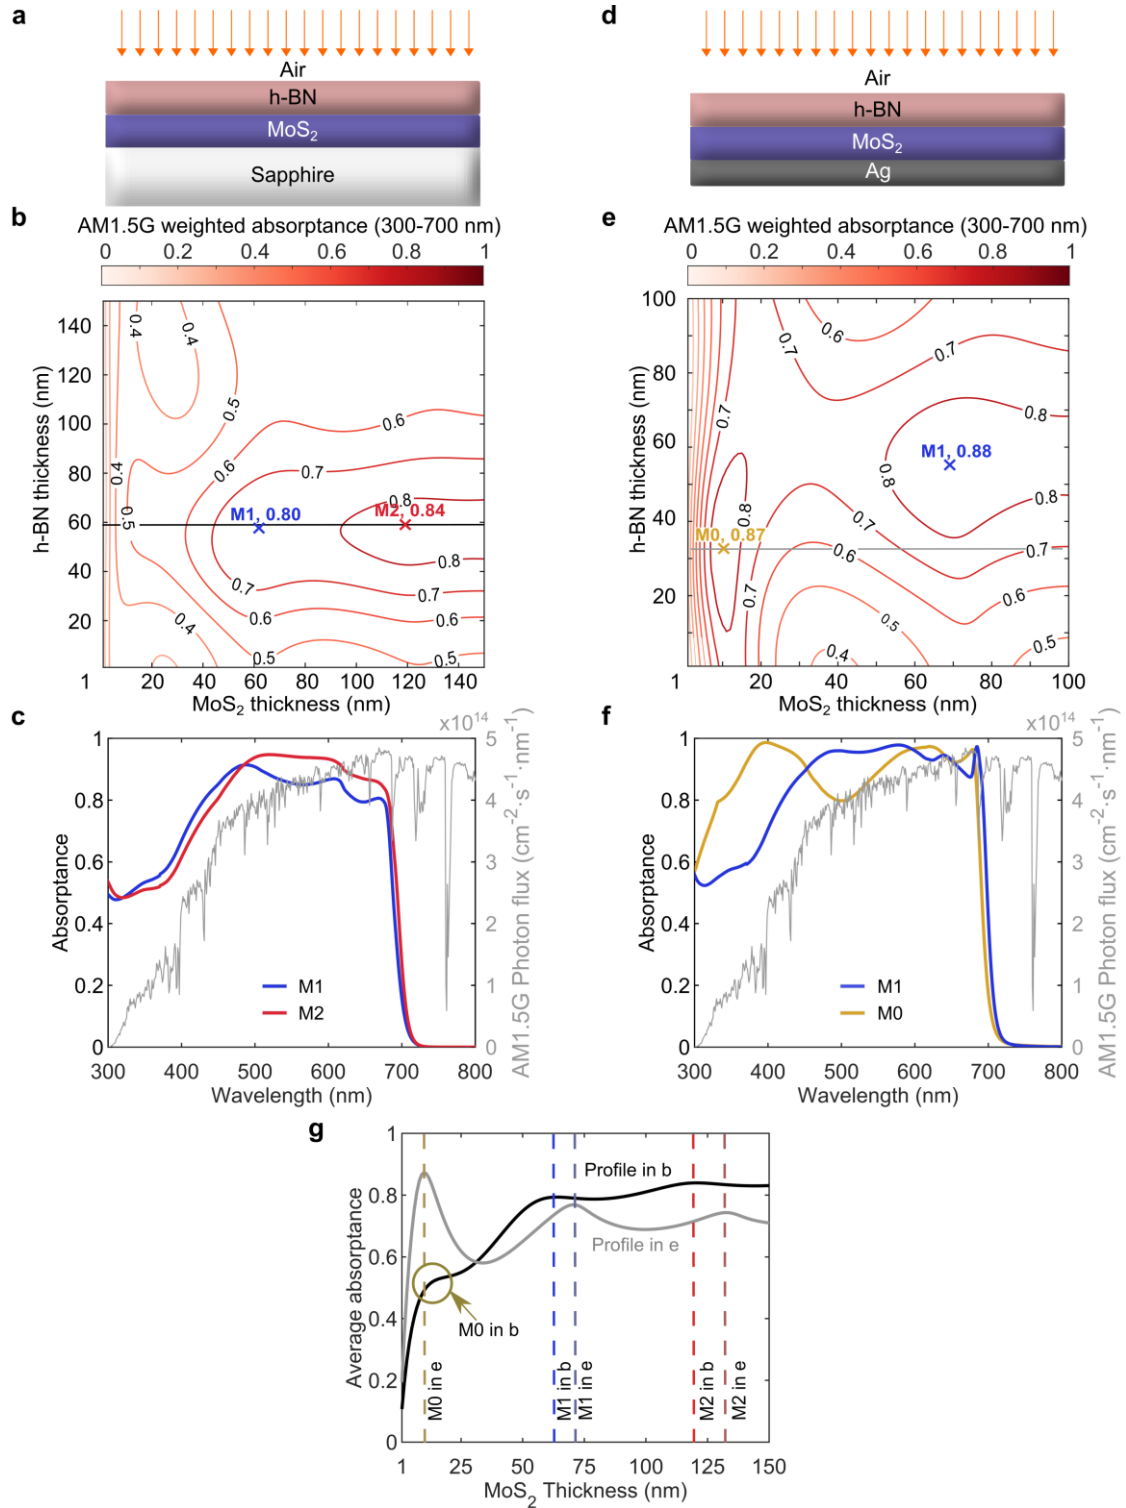 a
Air
h-BN
MoS2
Sapphire
d
Air
h-BN
MoS2
Ag
b
AM1.5G weighted absorptance (300-700 nm)
0 0.2 0.4 0.6 0.8 1
h-BN thickness (nm)
140
120
100
80
60
40
20
1 20 40 60 80 100 120 140
MoS2 thickness (nm)
0.4
0.4
0.5
0.4
0.5
0.6
0.6
0.7
0.8
M1, 0.80
M2, 0.84
0.8
0.7
0.7
0.6
0.6
0.4
0.5
0.5
e
AM1.5G weighted absorptance (300-700 nm)
0 0.2 0.4 0.6 0.8 1
h-BN thickness (nm)
100
80
60
40
20
1 20 40 60 80 100
MoS2 thickness (nm)
0.7
0.6
0.7
0.7
0.8
M1, 0.88
0.8
0.8
0.8
M0, 0.87
0.7
0.6
0.7
0.7
0.6
0.5
0.4
0.5
c
x10^14
Absorptance
1
0.8
0.6
0.4
0.2
0
M1
M2
300 400 500 600 700 800
Wavelength (nm)
5
4
3
2
1
0
AM1.5G Photon flux (cm-2·s-1·nm-1)
f
x10^14
Absorptance
1
0.8
0.6
0.4
0.2
0
M1
M0
300 400 500 600 700 800
Wavelength (nm)
5
4
3
2
1
0
AM1.5G Photon flux (cm-2·s-1·nm-1)
g
Average absorptance
1
0.8
0.6
0.4
0.2
0
Profile in b
Profile in e
M0 in b
M0 in e
M1 in b
M1 in e
M2 in b
M2 in e
1 25 50 75 100 125 150
MoS2 Thickness (nm)